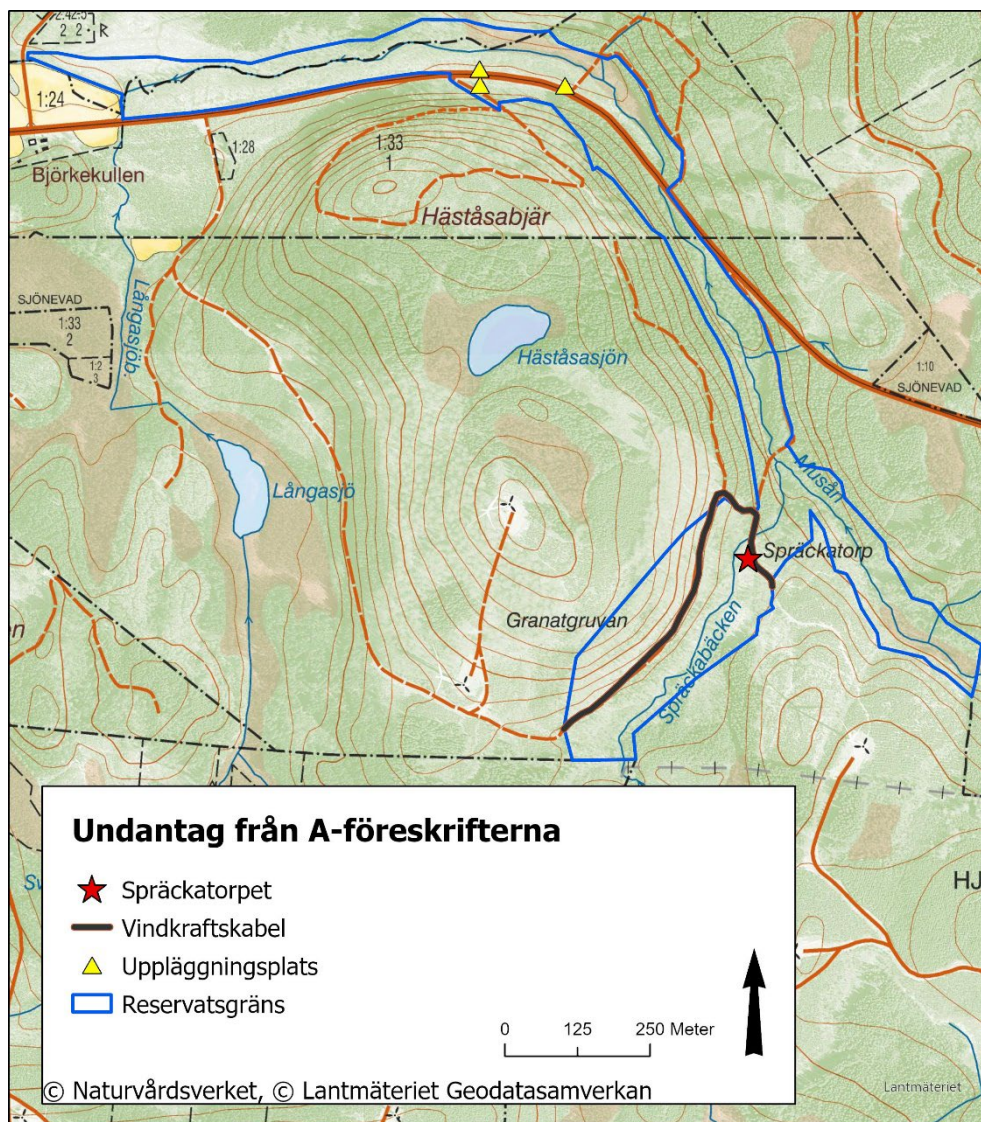 2.42:5
2 2 R
1:24
1:28
1:33
1
Björkekullen
Häståsabjär
SJÖNEVAD
1:33
2
1:2
3
Långasjöb.
Häståsasjön
1:10
SJÖNEVAD
Långasjö
Musån
Spräckatorp
Granatgruvan
Spräckabäcken
HJ
Undantag från A-föreskrifterna
Spräckatorpet
Vindkraftskabel
Uppläggningsplats
Reservatsgräns
0 125 250 Meter
© Naturvårdsverket, © Lantmäteriet Geodatasamverkan
Lantmäteriet